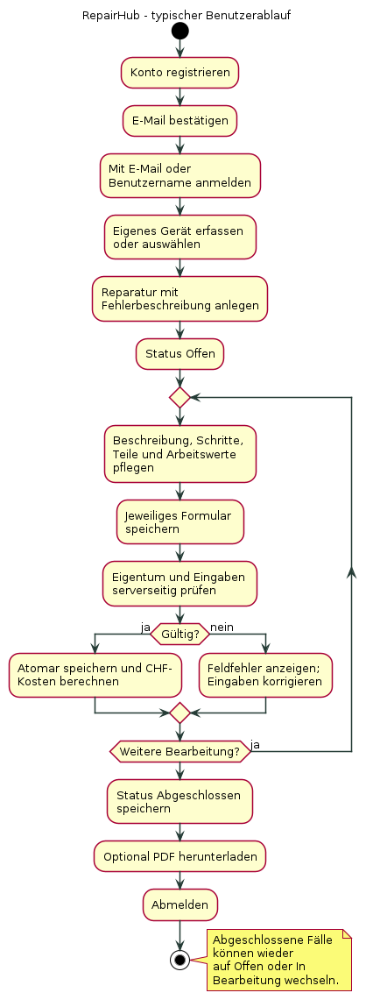 RepairHub - typischer Benutzerablauf
Konto registrieren
E-Mail bestätigen
Mit E-Mail oder
Benutzername anmelden
Eigenes Gerät erfassen
oder auswählen
Reparatur mit
Fehlerbeschreibung anlegen
Status Offen
Beschreibung, Schritte,
Teile und Arbeitswerte
pflegen
Jeweiliges Formular
speichern
Eigentum und Eingaben
serverseitig prüfen
ja
Gültig?
nein
Atomar speichern und CHF-
Kosten berechnen
Feldfehler anzeigen;
Eingaben korrigieren
Weitere Bearbeitung?
ja
Status Abgeschlossen
speichern
Optional PDF herunterladen
Abmelden
Abgeschlossene Fälle
können wieder
auf Offen oder In
Bearbeitung wechseln.